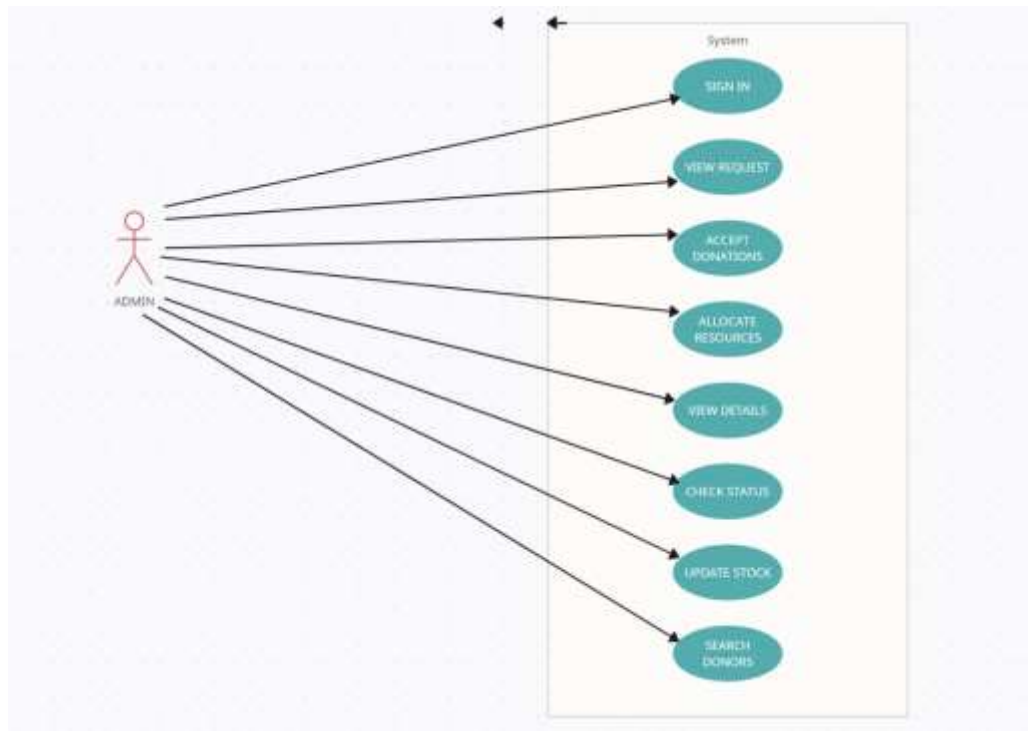 System
SIGN IN
VIEW REQUEST
ACCEPT
DONATIONS
ADMIN
ALLOCATE
RESOURCES
VIEW DETAILS
CHECK STATUS
UPDATE STOCK
SEARCH
DONORS